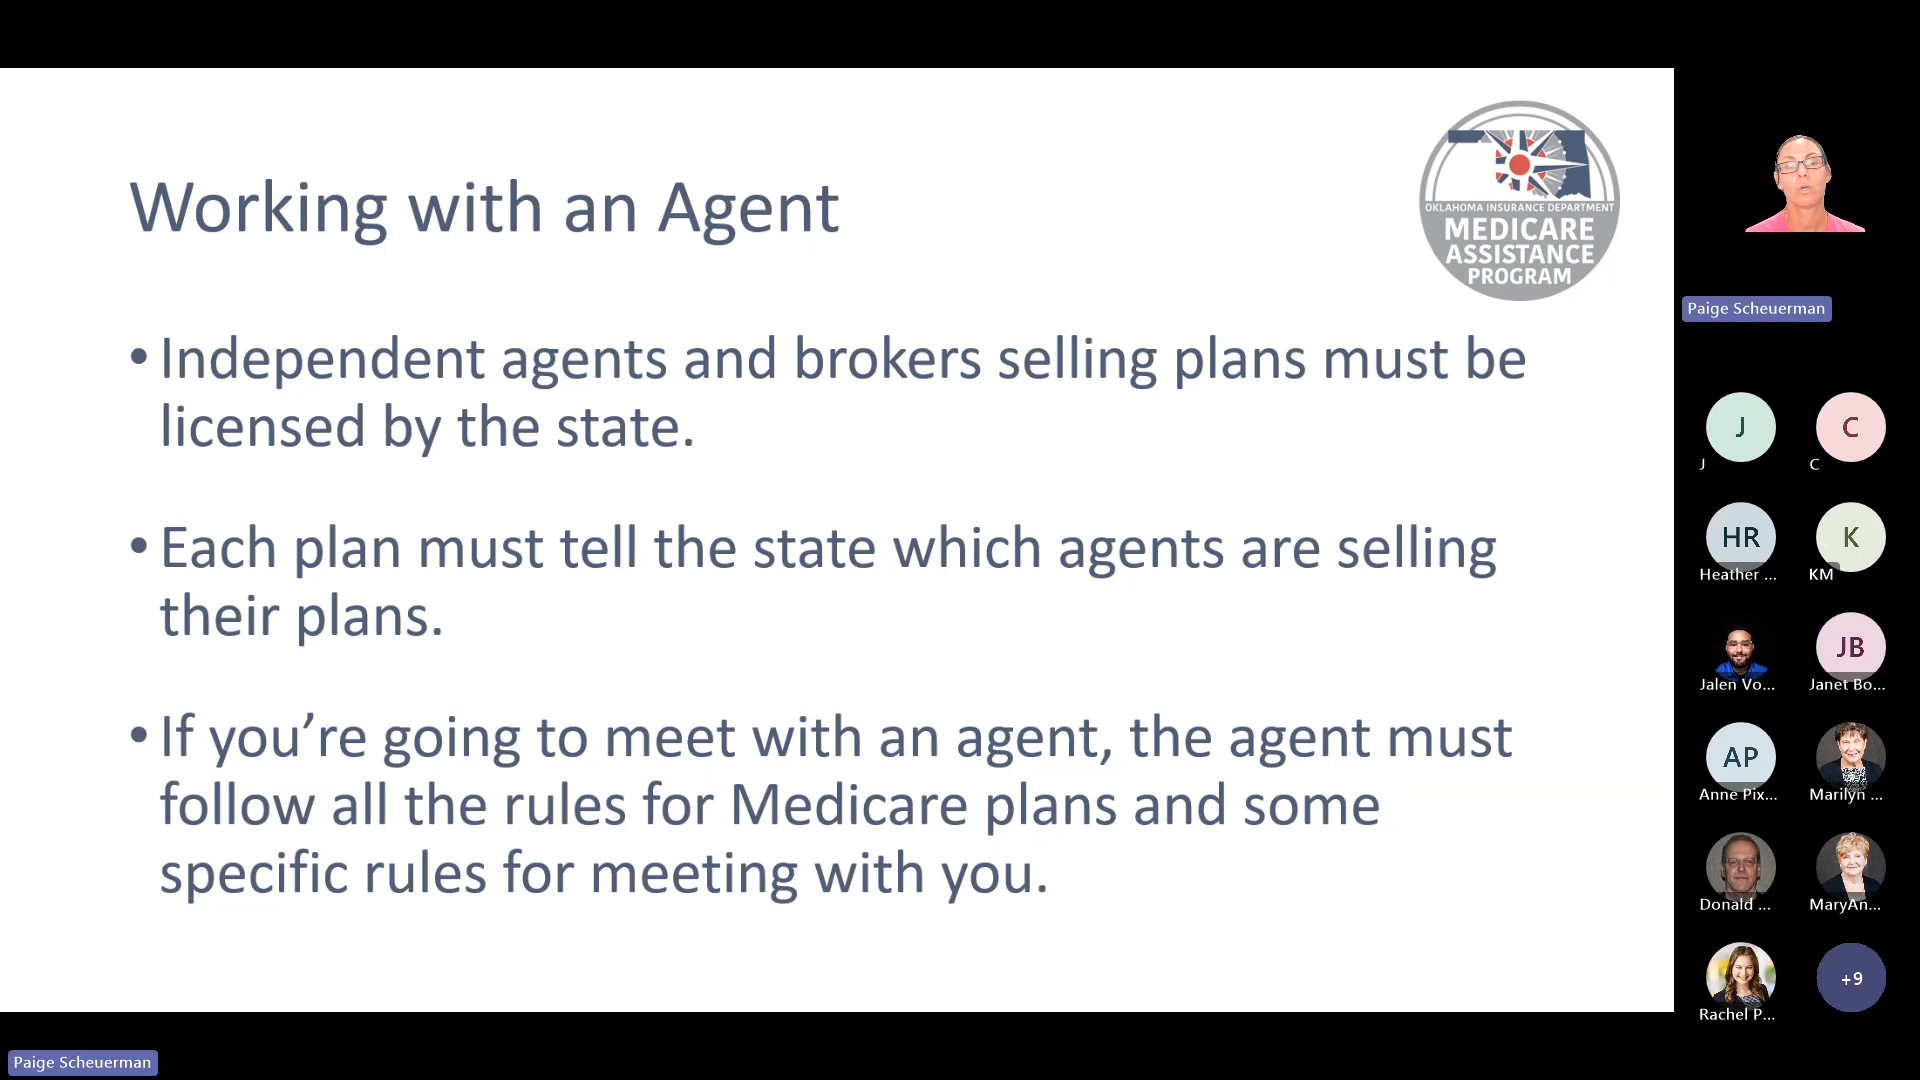 Working with an Agent
OKLAHOMA INSURANCE DEPARTMENT
MEDICARE
ASSISTANCE
PROGRAM
• Independent agents and brokers selling plans must be
licensed by the state.
• Each plan must tell the state which agents are selling
their plans.
• If you’re going to meet with an agent, the agent must
follow all the rules for Medicare plans and some
specific rules for meeting with you.
Paige Scheuerman
J
C
J
C
HR
K
Heather ...
KM
JB
Jalen Vo...
Janet Bo...
AP
Anne Pix...
Marilyn ...
Donald ...
MaryAn...
+9
Rachel P...
Paige Scheuerman